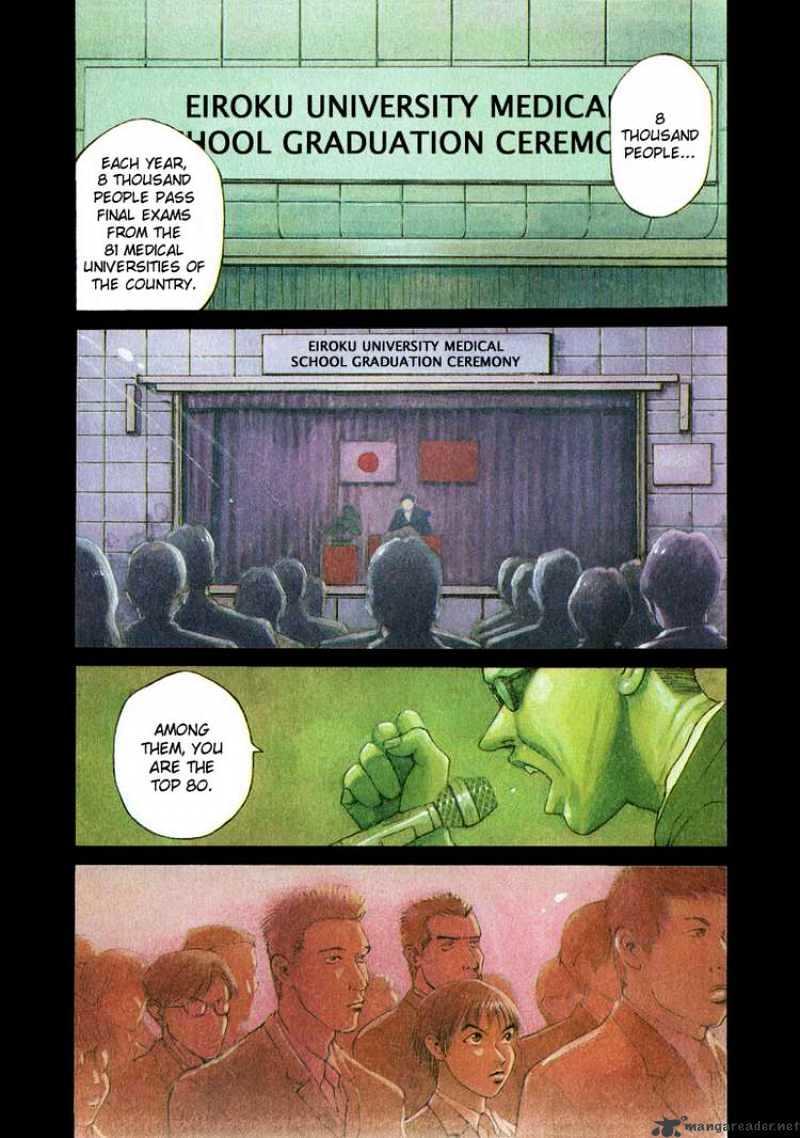 8
THOUSAND
PEOPLE...
EIROKU UNIVERSITY MEDICAL
SCHOOL GRADUATION CEREMO
EACH YEAR,
8 THOUSAND
PEOPLE PASS
FINAL EXAMS
FROM THE
81 MEDICAL
UNIVERSITIES OF
THE COUNTRY.
EIROKU UNIVERSITY MEDICAL
SCHOOL GRADUATION CEREMONY
AMONG
THEM, YOU
ARE THE
TOP 80.
mangareader.net